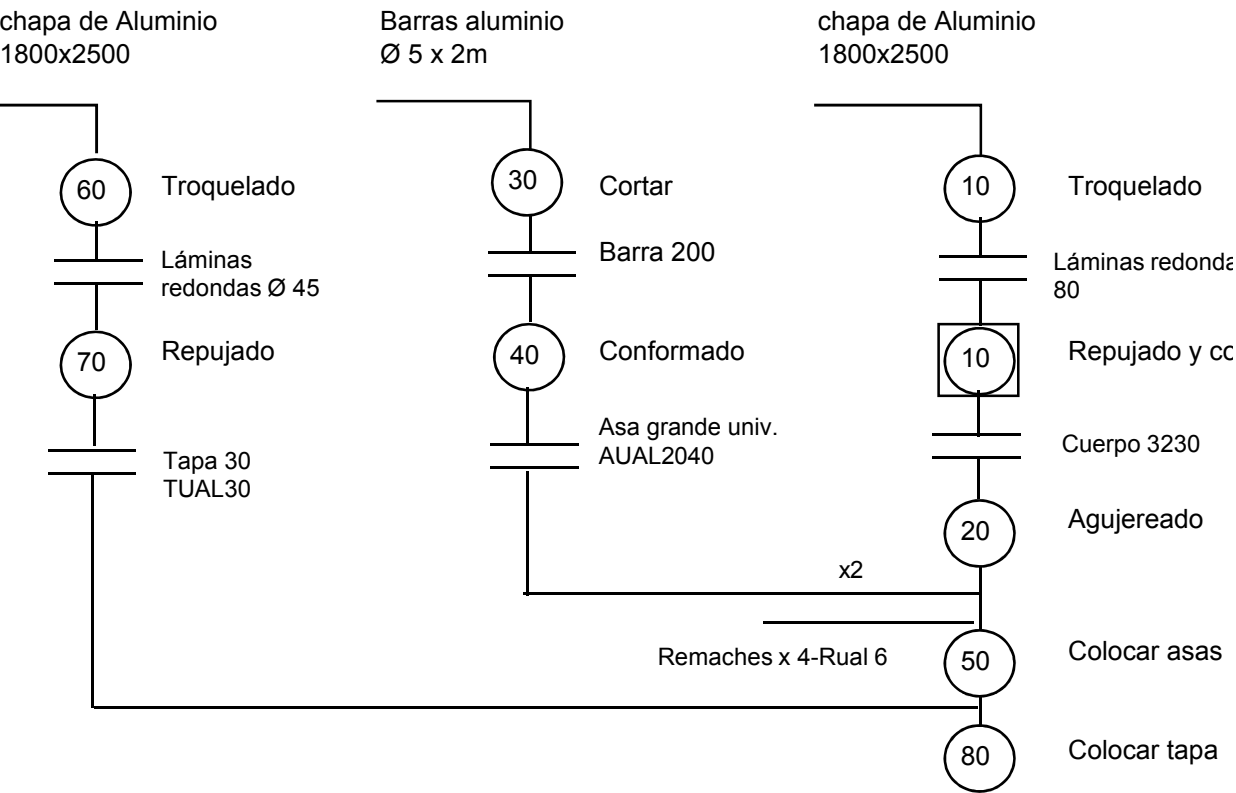 chapa de Aluminio
1800x2500
Barras aluminio
Ø 5 x 2m
chapa de Aluminio
1800x2500
60
Troquelado
30
Cortar
10
Troquelado
Láminas
redondas Ø 45
Barra 200
Láminas
80
70
Repujado
40
Conformado
10
Repujado y
Tapa 30
TUAL30
Asa grande univ.
AUAL2040
Cuerpo 3230
20
Agujereado
x2
Remaches x 4-Rual 6
50
Colocar asas
80
Colocar tapa